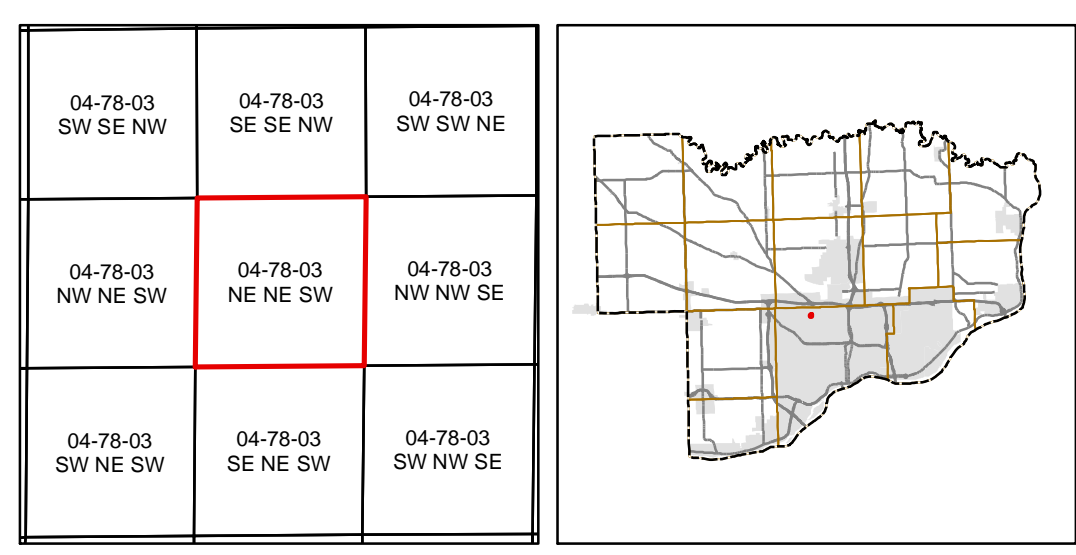 04-78-03
SW SE NW
04-78-03
SE SE NW
04-78-03
SW SW NE
04-78-03
NW NE SW
04-78-03
NE NE SW
04-78-03
NW NW SE
04-78-03
SW NE SW
04-78-03
SE NE SW
04-78-03
SW NW SE